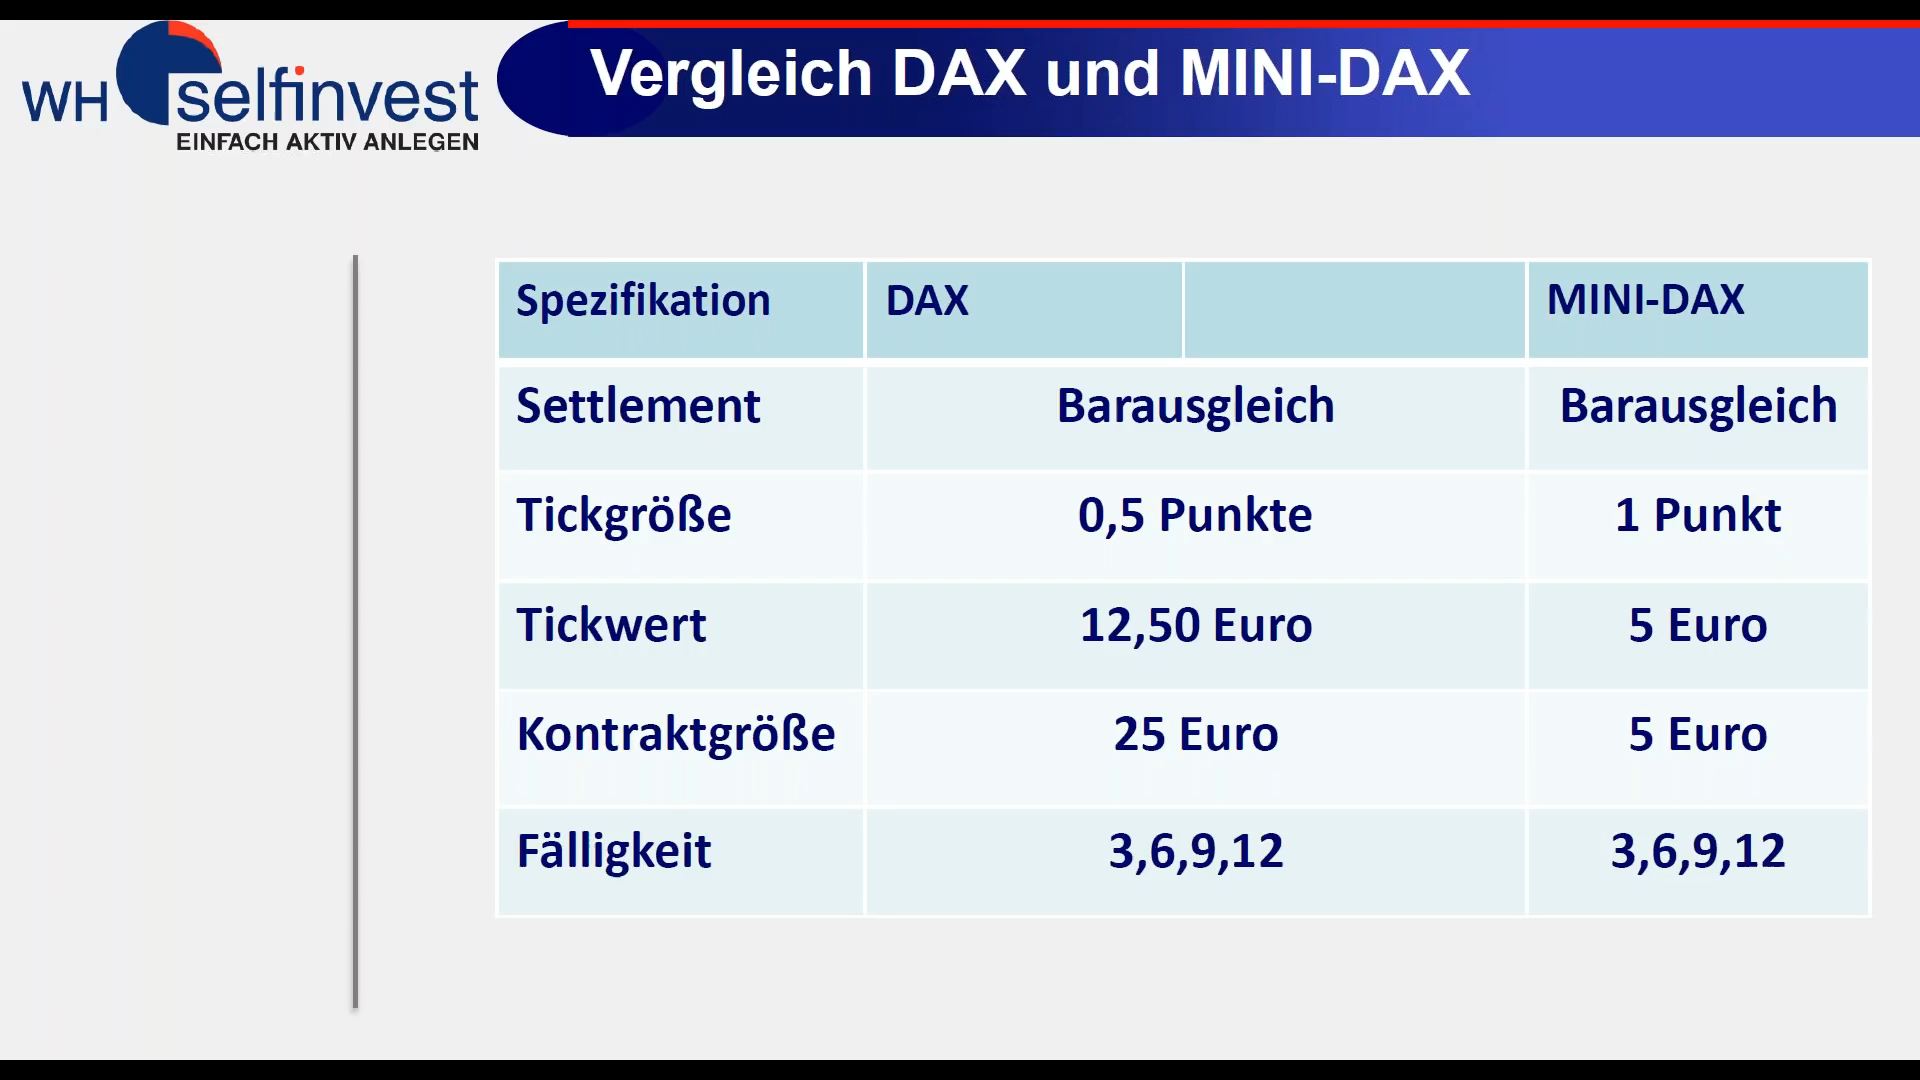 WH selfinvest
EINFACH AKTIV ANLEGEN
Vergleich DAX und MINI-DAX
Spezifikation DAX MINI-DAX
Settlement Barausgleich Barausgleich
Tickgröße 0,5 Punkte 1 Punkt
Tickwert 12,50 Euro 5 Euro
Kontraktgröße 25 Euro 5 Euro
Fälligkeit 3,6,9,12 3,6,9,12